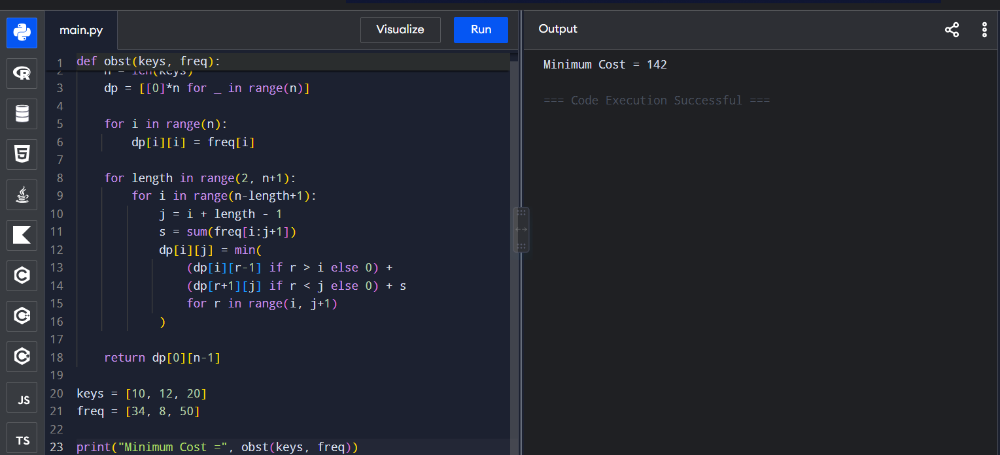 main.py
Visualize
Run
Output
1 def obst(keys, freq):
2     n = len(keys)
3     dp = [[0]*n for _ in range(n)]
4
5     for i in range(n):
6         dp[i][i] = freq[i]
7
8     for length in range(2, n+1):
9         for i in range(n-length+1):
10             j = i + length - 1
11             s = sum(freq[i:j+1])
12             dp[i][j] = min(
13                 (dp[i][r-1] if r > i else 0) +
14                 (dp[r+1][j] if r < j else 0) + s
15                 for r in range(i, j+1)
16             )
17
18     return dp[0][n-1]
19
20 keys = [10, 12, 20]
21 freq = [34, 8, 50]
22
23 print("Minimum Cost =", obst(keys, freq))
Minimum Cost = 142
=== Code Execution Successful ===
R
5
C
C++
C#
JS
TS